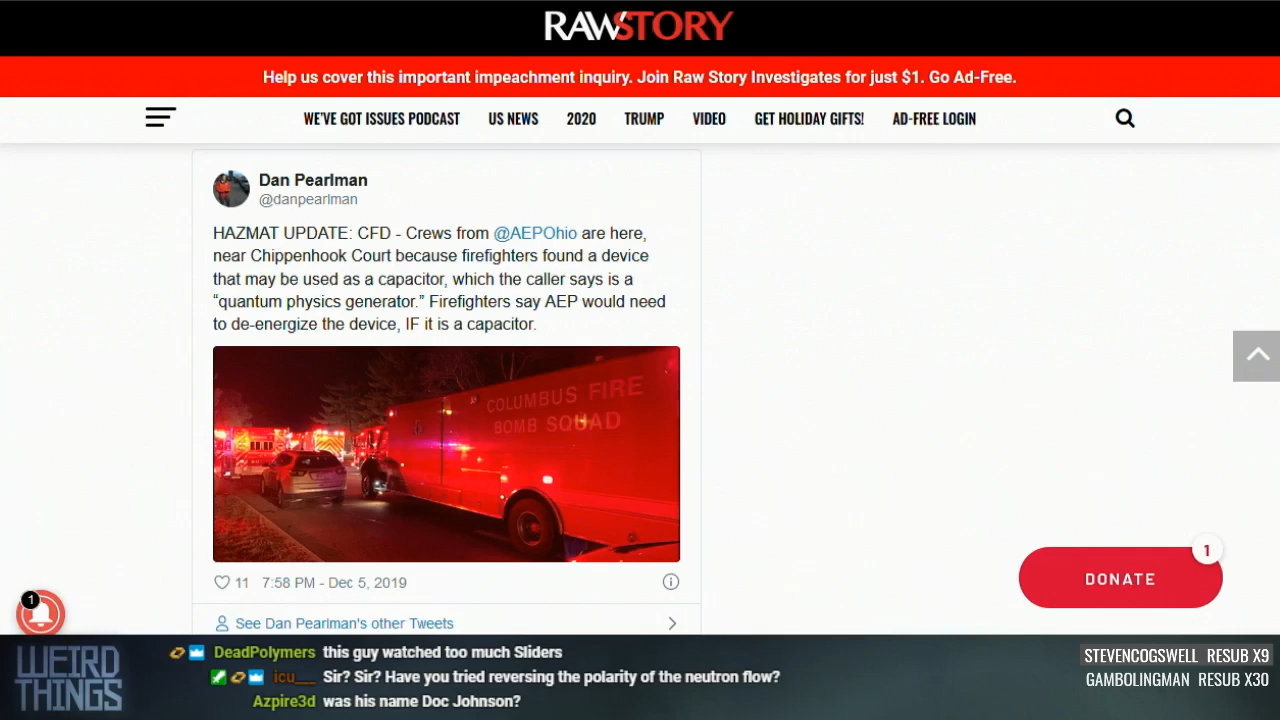 RAWSTORY
Help us cover this important impeachment inquiry. Join Raw Story Investigates for just $1. Go Ad-Free.
WE'VE GOT ISSUES PODCAST US NEWS 2020 TRUMP VIDEO GET HOLIDAY GIFTS! AD-FREE LOGIN
Dan Pearlman
@danpearlman
HAZMAT UPDATE: CFD - Crews from @AEPOhio are here,
near Chippenhook Court because firefighters found a device
that may be used as a capacitor, which the caller says is a
“quantum physics generator.” Firefighters say AEP would need
to de-energize the device, IF it is a capacitor.
COLUMBUS FIRE
BOMB SQUAD
11 7:58 PM - Dec 5, 2019
See Dan Pearlman's other Tweets
1
DONATE
1
WEIRD
THINGS
DeadPolymers this guy watched too much Sliders
icu__ Sir? Sir? Have you tried reversing the polarity of the neutron flow?
Azpire3d was his name Doc Johnson?
STEVENCOGSWELL RESUB X9
GAMBOLINGMAN RESUB X30